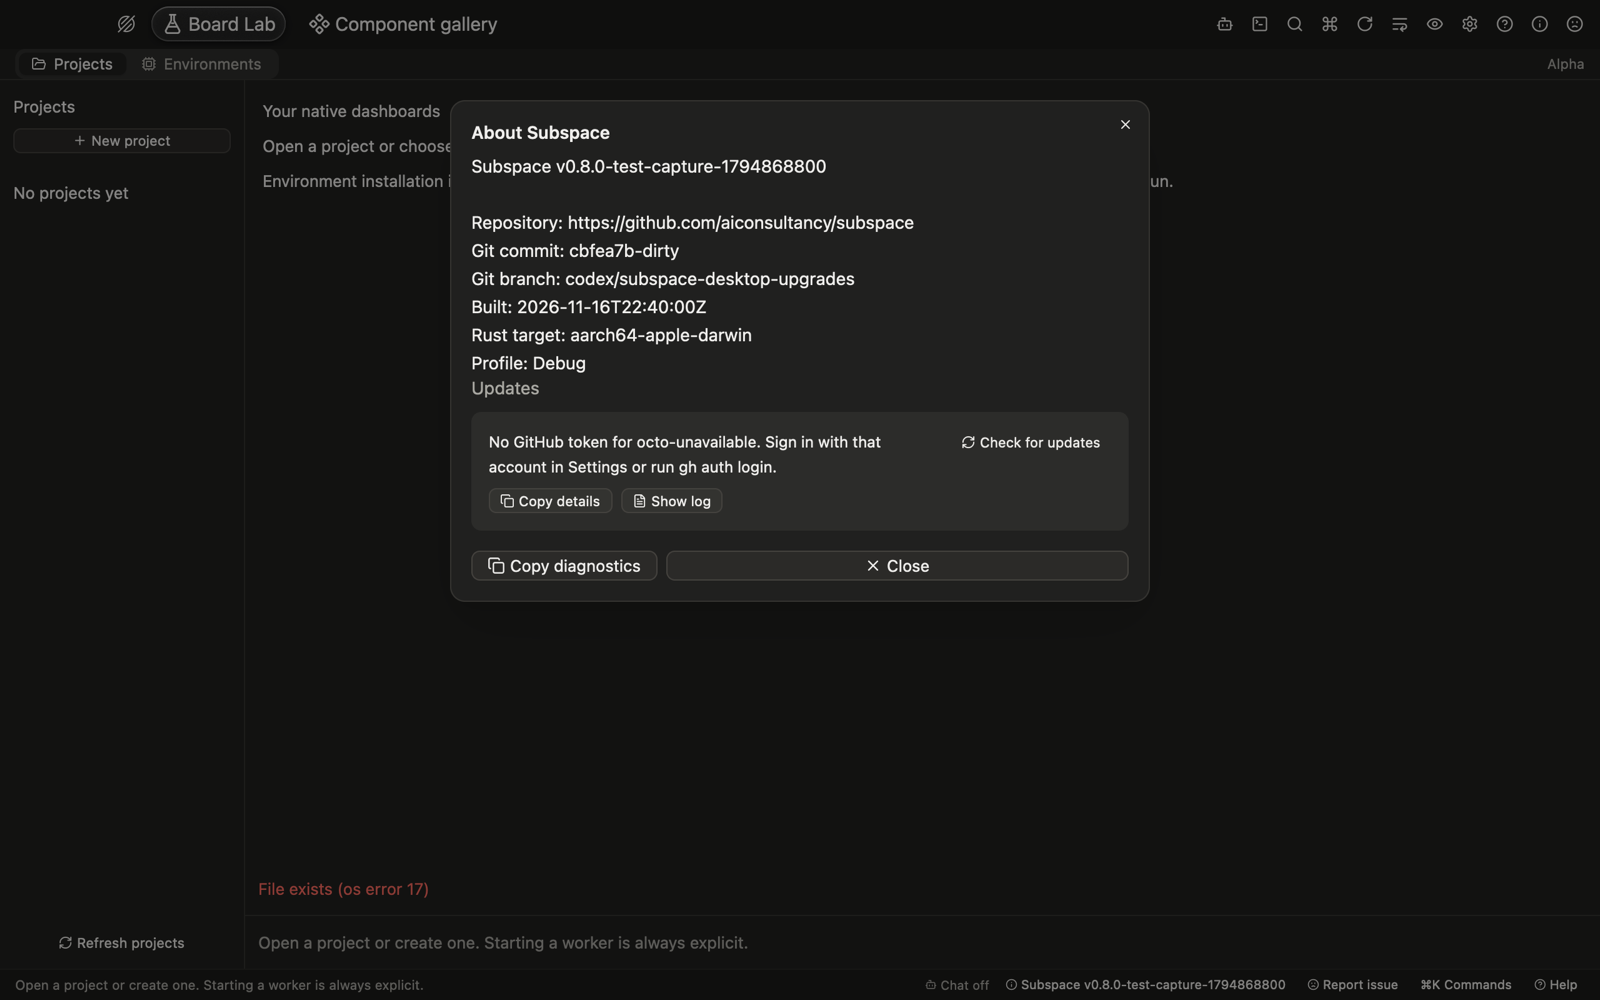 Board Lab
Component gallery
Projects
Environments
Alpha
Projects
New project
No projects yet
Your native dashboards
Open a project or choose
Environment installation i
un.
About Subspace
Subspace v0.8.0-test-capture-1794868800
Repository: https://github.com/aiconsultancy/subspace
Git commit: cbfea7b-dirty
Git branch: codex/subspace-desktop-upgrades
Built: 2026-11-16T22:40:00Z
Rust target: aarch64-apple-darwin
Profile: Debug
Updates
No GitHub token for octo-unavailable. Sign in with that
account in Settings or run gh auth login.
Check for updates
Copy details
Show log
Copy diagnostics
Close
File exists (os error 17)
Refresh projects
Open a project or create one. Starting a worker is always explicit.
Open a project or create one. Starting a worker is always explicit.
Chat off
Subspace v0.8.0-test-capture-1794868800
Report issue
⌘K Commands
Help